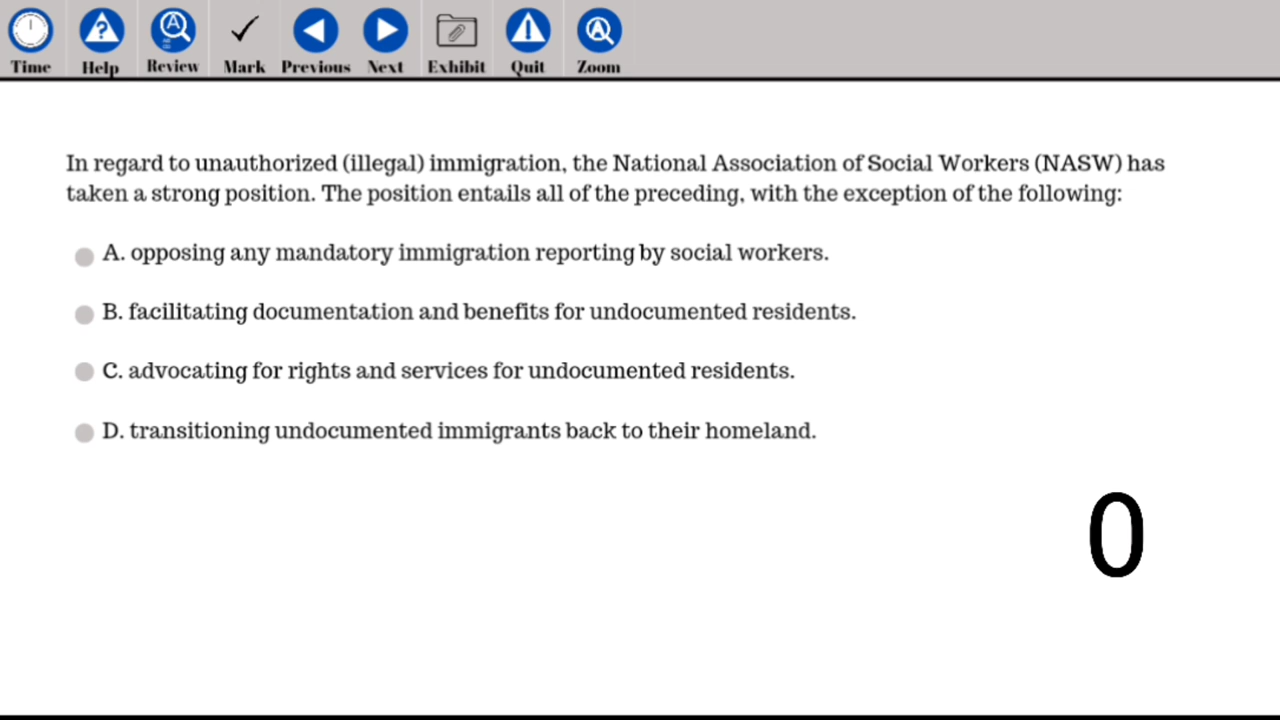 Time Help Review Mark Previous Next Exhibit Quit Zoom
In regard to unauthorized (illegal) immigration, the National Association of Social Workers (NASW) has
taken a strong position. The position entails all of the preceding, with the exception of the following:
A. opposing any mandatory immigration reporting by social workers.
B. facilitating documentation and benefits for undocumented residents.
C. advocating for rights and services for undocumented residents.
D. transitioning undocumented immigrants back to their homeland.
0